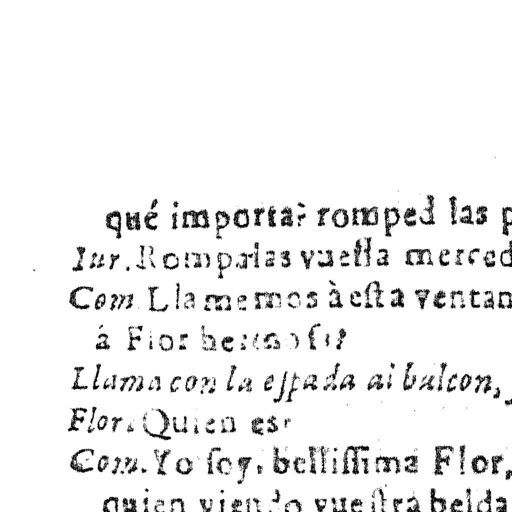 qué importa? romped las p
Iur. Rompalas vuessa merced
Com Llamemos à esta ventan
á Flor hermosa?
Llama con la espada al balcon,
Flor. Quien es?
Com. Yo soy, bellissima Flor,
quien viendo vuestra belda